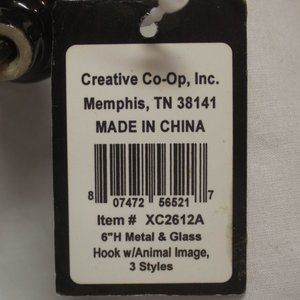 Creative Co-Op, Inc.
Memphis, TN 38141
MADE IN CHINA
8 07472 56521 7
Item # XC2612A
6"H Metal & Glass
Hook w/Animal Image,
3 Styles